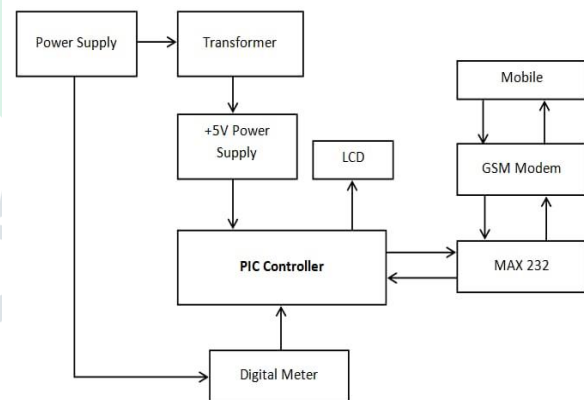 Power Supply
Transformer
Mobile
+5V Power
Supply
LCD
GSM Modem
PIC Controller
MAX 232
Digital Meter